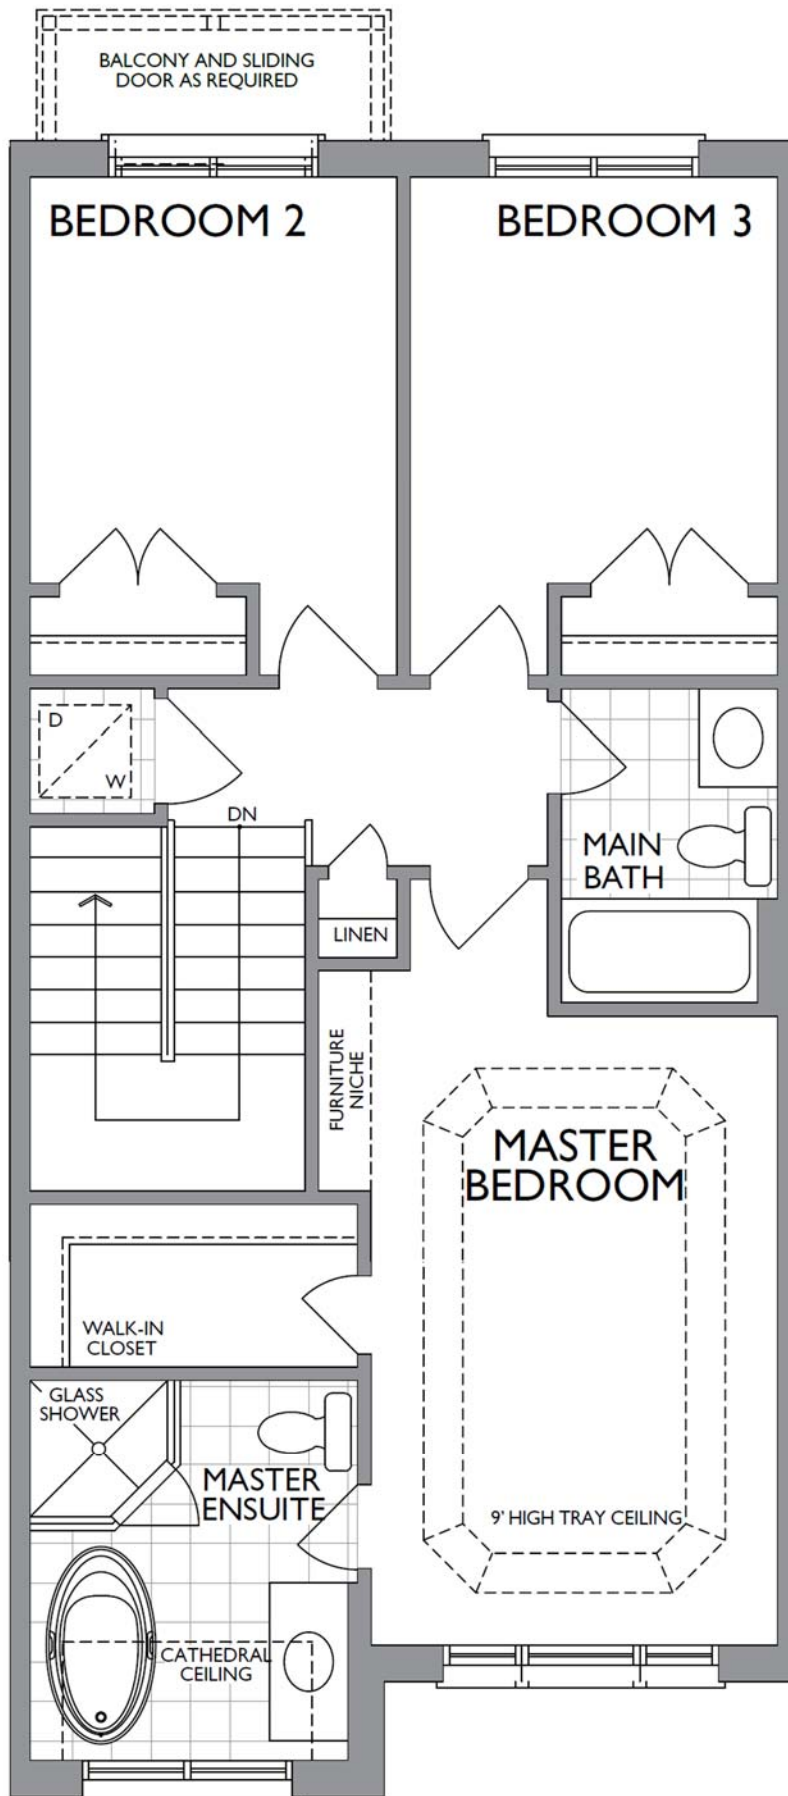 BALCONY AND SLIDING
DOOR AS REQUIRED
BEDROOM 2
BEDROOM 3
D
W
DN
MAIN
BATH
LINEN
FURNITURE
NICHE
MASTER
BEDROOM
WALK-IN
CLOSET
GLASS
SHOWER
MASTER
ENSUITE
9' HIGH TRAY CEILING
CATHEDRAL
CEILING